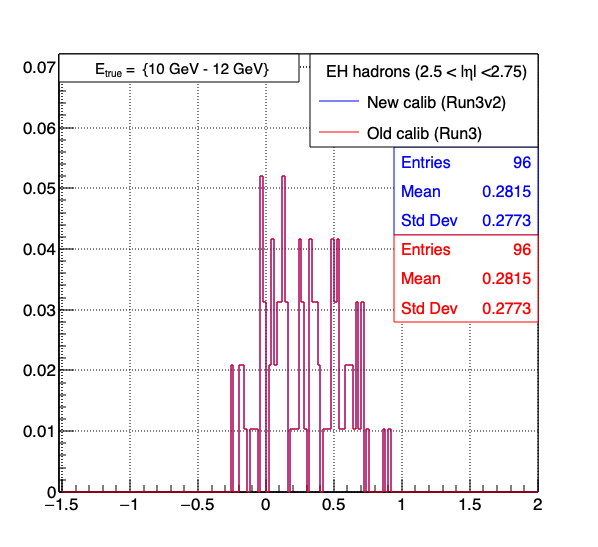 E_true = {10 GeV - 12 GeV}
EH hadrons (2.5 < |η| <2.75)
New calib (Run3v2)
Old calib (Run3)
Entries 96
Mean 0.2815
Std Dev 0.2773
Entries 96
Mean 0.2815
Std Dev 0.2773
0.07
0.06
0.05
0.04
0.03
0.02
0.01
0
−1.5 −1 −0.5 0 0.5 1 1.5 2